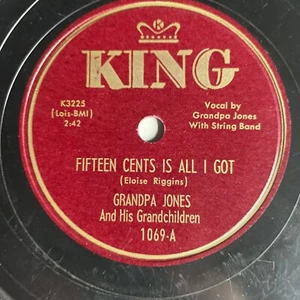 K
KING
K3225
(Lois-BMI)
2:42
Vocal by
Grandpa Jones
With String Band
FIFTEEN CENTS IS ALL I GOT
(Eloise Riggins)
GRANDPA JONES
And His Grandchildren
1069-A